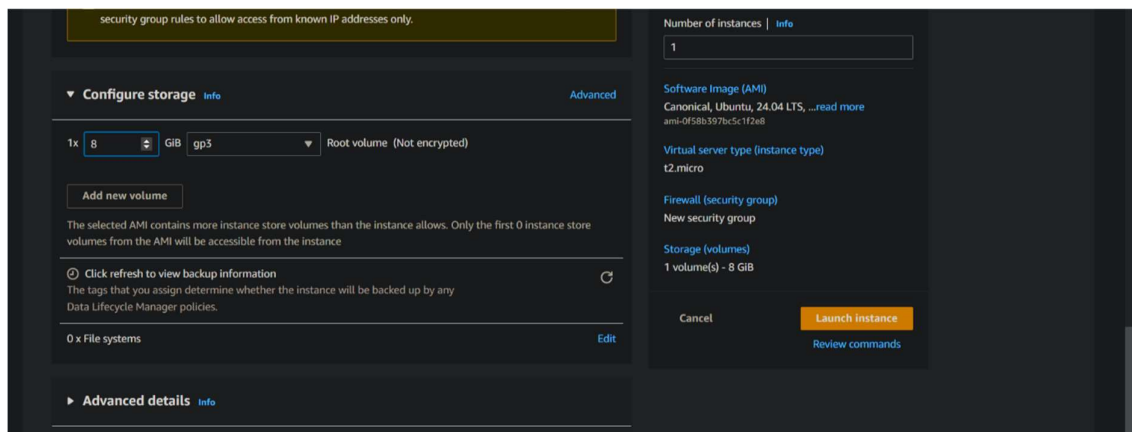 security group rules to allow access from known IP addresses only.
Configure storage Info
Advanced
1x 8 GiB gp3 Root volume (Not encrypted)
Add new volume
The selected AMI contains more instance store volumes than the instance allows. Only the first 0 instance store
volumes from the AMI will be accessible from the instance
Click refresh to view backup information
The tags that you assign determine whether the instance will be backed up by any
Data Lifecycle Manager policies.
0 x File systems
Edit
Advanced details Info
Number of instances | Info
1
Software Image (AMI)
Canonical, Ubuntu, 24.04 LTS, ...read more
ami-0f58b397bc5c1f2e8
Virtual server type (instance type)
t2.micro
Firewall (security group)
New security group
Storage (volumes)
1 volume(s) - 8 GiB
Cancel
Launch instance
Review commands